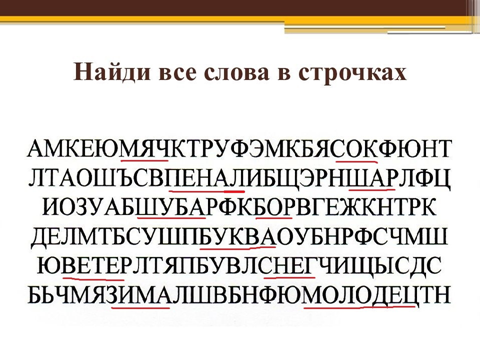 Найди все слова в строчках
АМКЕЮМЯЧКТРУФЭМКБЯСОКФЮНТ
ЛТАОШЪСВПЕНАЛИБЩЭРНШАРЛФЦ
ИОЗУАБШУБАРФКБОРВГЕЖКНТРК
ДЕЛМТБСУШПБУКВАОУБНРФСЧМШ
ЮВЕТЕРЛТЯПБУВЛСНЕГЧИЩЫСДС
БЬЧМЯЗИМАЛШВБНФЮМОЛОДЕЦТН